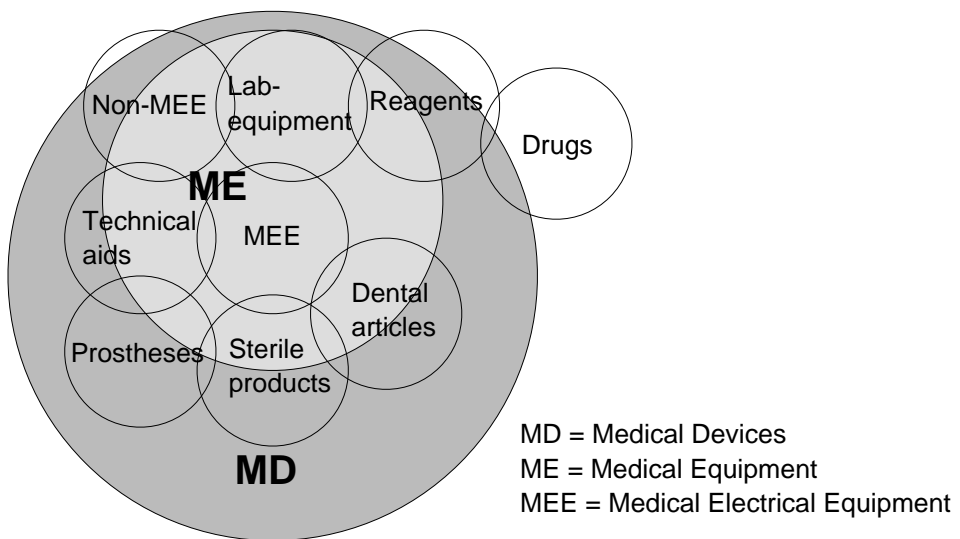 Non-MEE
Lab-
equipment
Reagents
Drugs
ME
Technical
aids
MEE
Dental
articles
Prostheses
Sterile
products
MD
MD = Medical Devices
ME = Medical Equipment
MEE = Medical Electrical Equipment